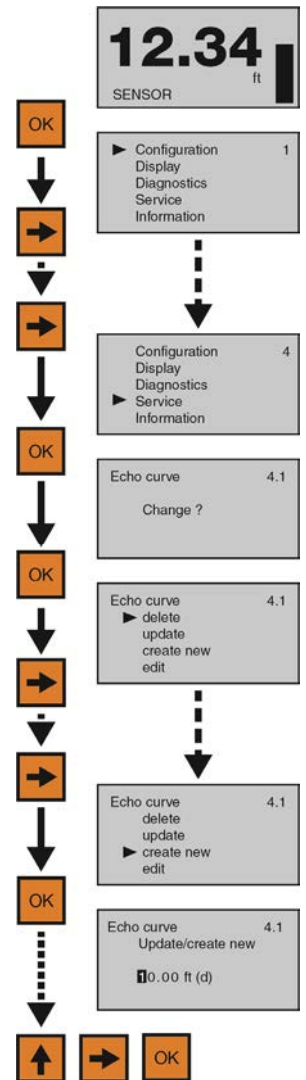 12.34
ft
SENSOR
OK
Configuration 1
Display
Diagnostics
Service
Information
Configuration 4
Display
Diagnostics
Service
Information
OK
Echo curve 4.1
Change ?
OK
Echo curve 4.1
delete
update
create new
edit
Echo curve 4.1
delete
update
create new
edit
OK
Echo curve 4.1
Update/create new
10.00 ft (d)
OK